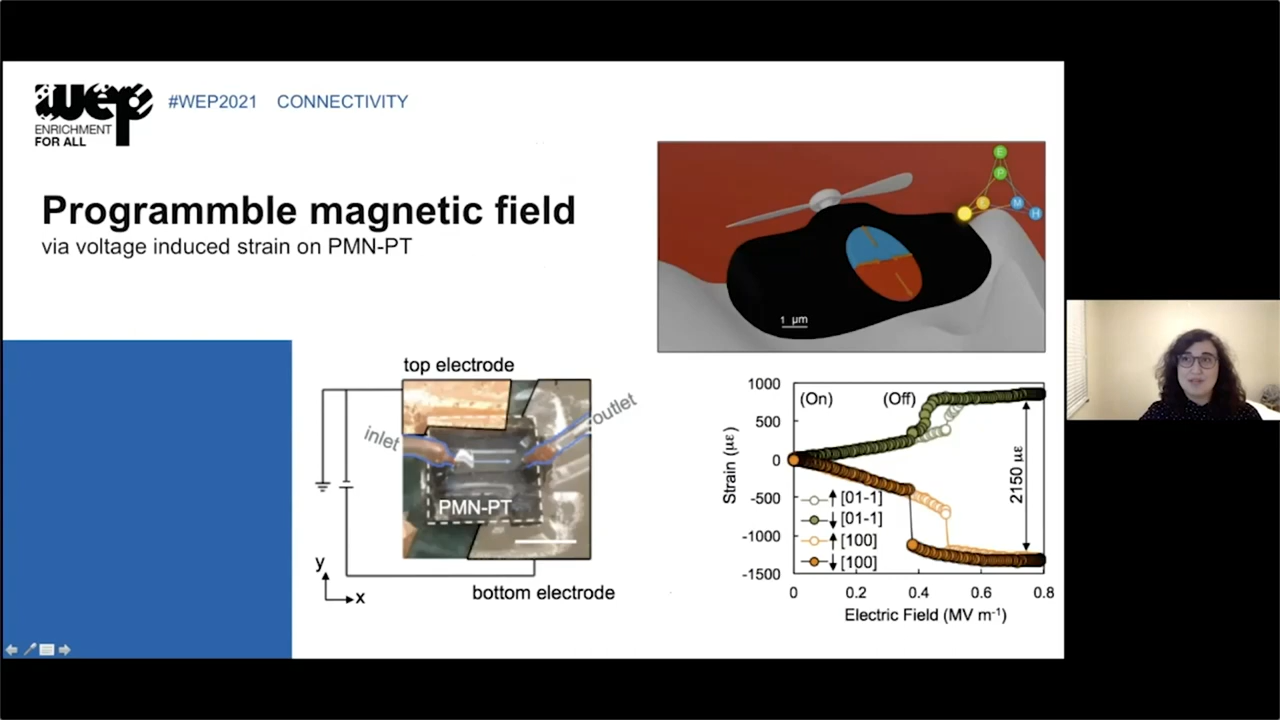 wep
#WEP2021 CONNECTIVITY
ENRICHMENT
FOR ALL
Programmble magnetic field
via voltage induced strain on PMN-PT
E
P
E
M
H
1 µm
top electrode
inlet
outlet
PMN-PT
y
x
bottom electrode
1000
500
0
-500
-1000
-1500
Strain (µε)
(On)
(Off)
2150 µε
[01-1]
[01-1]
[100]
[100]
0 0.2 0.4 0.6 0.8
Electric Field (MV m⁻¹)